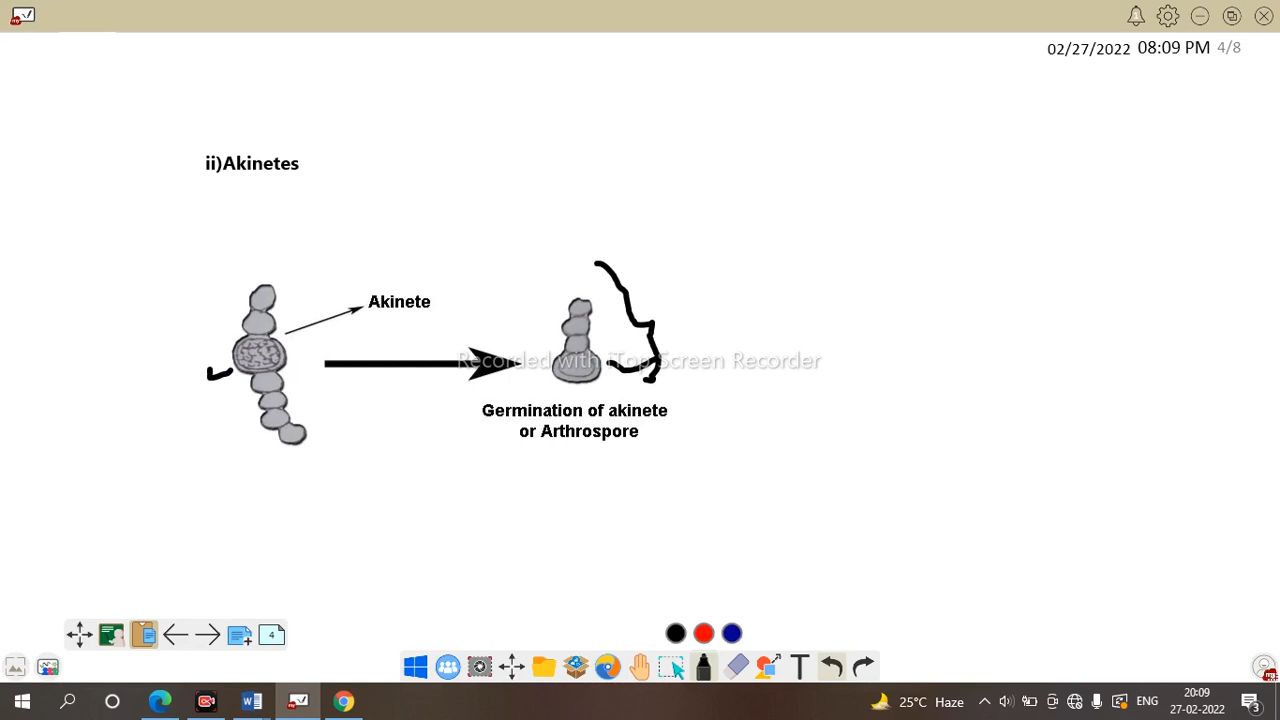 02/27/2022 08:09 PM 4/8
ii)Akinetes
Akinete
Recorded with iTop Screen Recorder
Germination of akinete
or Arthrospore
4
T
25°C Haze
ENG
20:09
27-02-2022
3